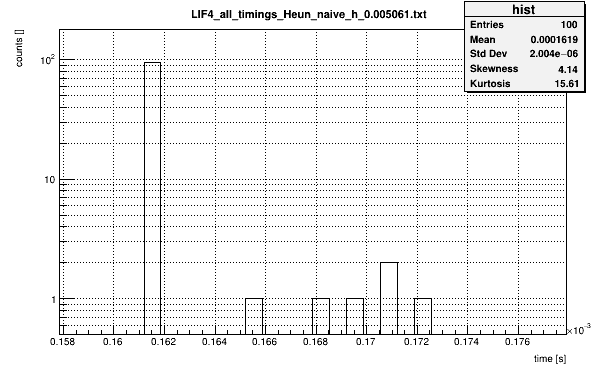 LIF4_all_timings_Heun_naive_h_0.005061.txt
hist
Entries 100
Mean 0.0001619
Std Dev 2.004e−06
Skewness 4.14
Kurtosis 15.61
counts []
10²
10
1
0.158 0.16 0.162 0.164 0.166 0.168 0.17 0.172 0.174 0.176
×10⁻³
time [s]